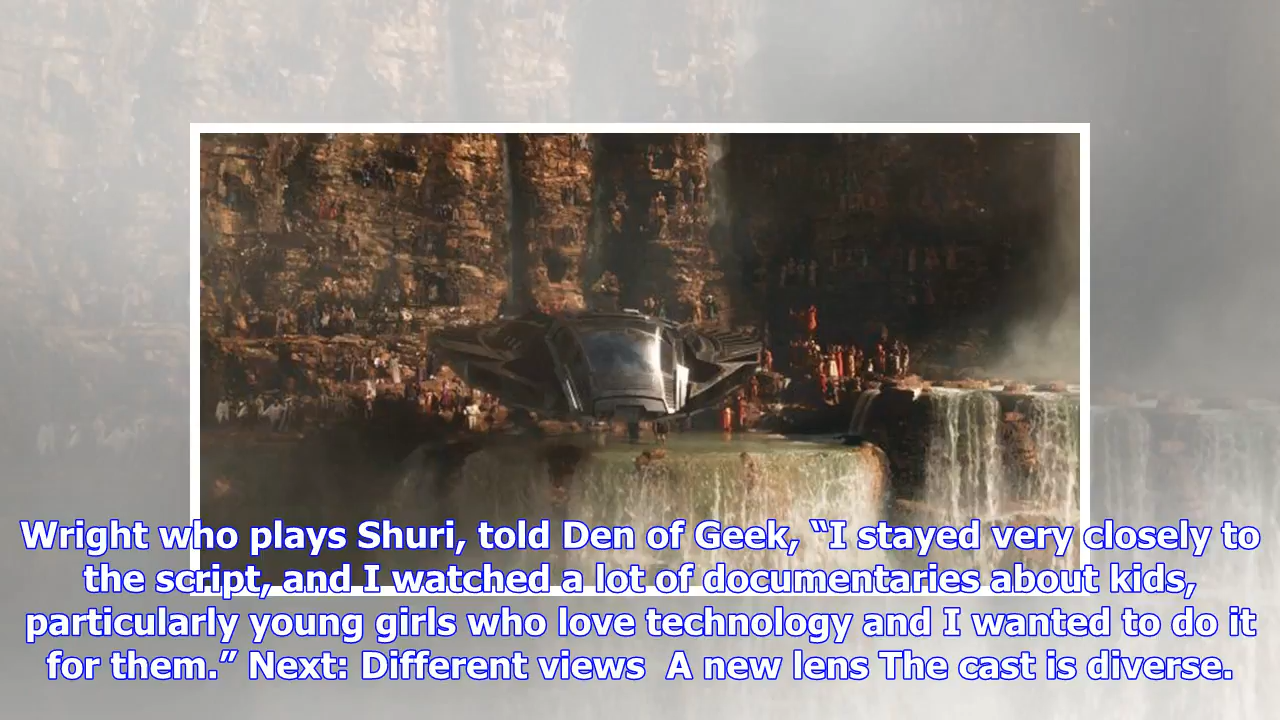 Wright who plays Shuri, told Den of Geek, “I stayed very closely to
the script, and I watched a lot of documentaries about kids,
particularly young girls who love technology and I wanted to do it
for them.” Next: Different views  A new lens The cast is diverse.